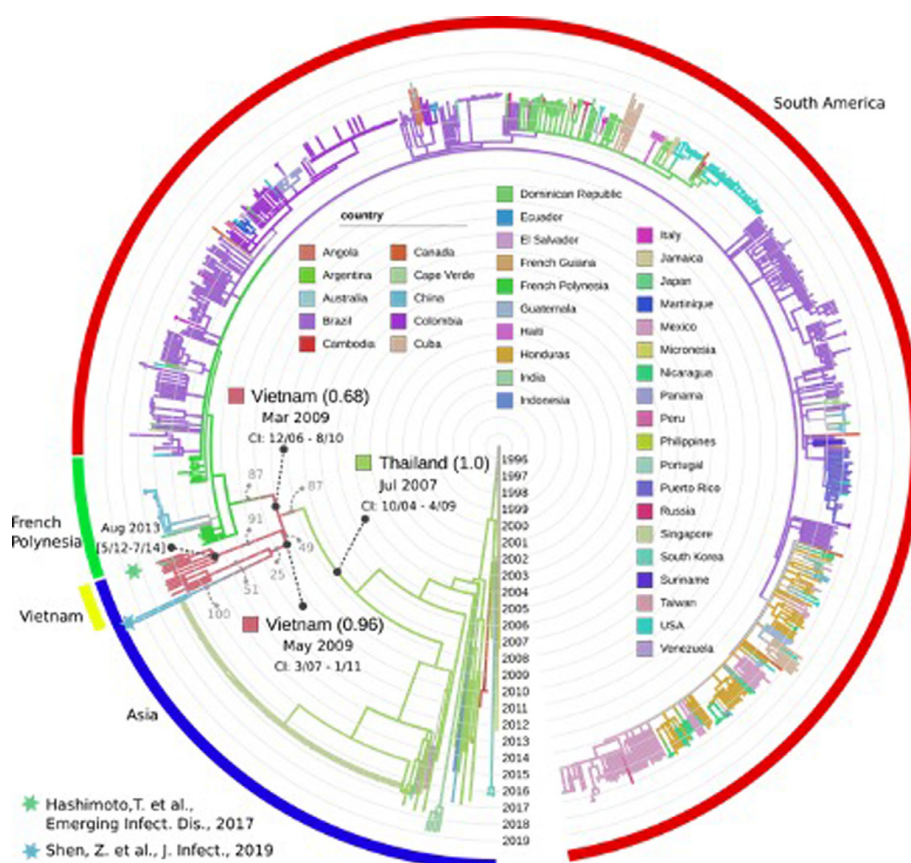 South America
country
Angola
Argentina
Australia
Brazil
Cambodia
Canada
Cape Verde
China
Colombia
Cuba
Dominican Republic
Ecuador
El Salvador
French Guiana
French Polynesia
Guatemala
Haiti
Honduras
India
Indonesia
Italy
Jamaica
Japan
Martinique
Mexico
Micronesia
Nicaragua
Panama
Peru
Philippines
Portugal
Puerto Rico
Russia
Singapore
South Korea
Suriname
Taiwan
USA
Venezuela
Vietnam (0.68)
Mar 2009
CI: 12/06 - 8/10
Thailand (1.0)
Jul 2007
CI: 10/04 - 4/09
87
87
91
49
25
51
100
French
Polynesia
Aug 2013
[5/12-7/14]
Vietnam
Vietnam (0.96)
May 2009
CI: 3/07 - 1/11
Asia
1996
1997
1998
1999
2000
2001
2002
2003
2004
2005
2006
2007
2008
2009
2010
2011
2012
2013
2014
2015
2016
2017
2018
2019
Hashimoto,T. et al.,
Emerging Infect. Dis., 2017
Shen, Z. et al., J. Infect., 2019